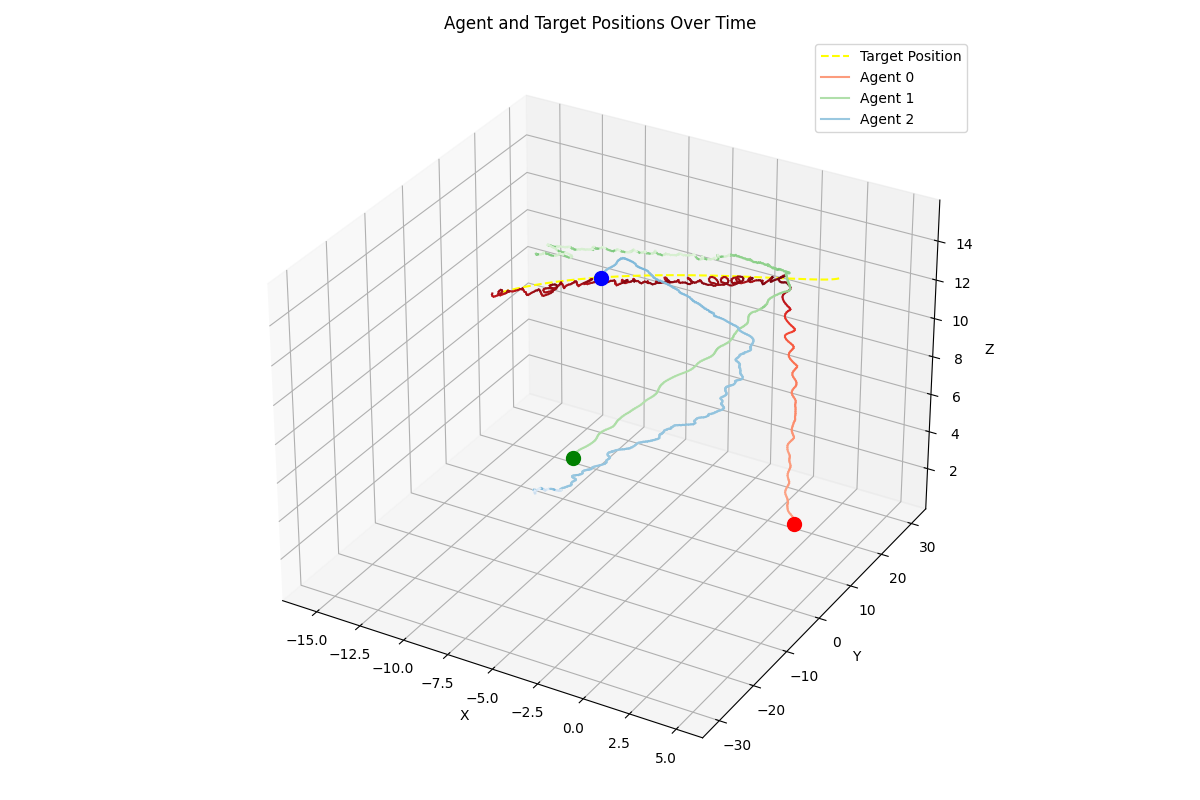 Agent and Target Positions Over Time
Target Position
Agent 0
Agent 1
Agent 2
14
12
10
8
6
4
2
Z
30
20
10
0
−10
−20
−30
Y
−15.0
−12.5
−10.0
−7.5
−5.0
−2.5
0.0
2.5
5.0
X